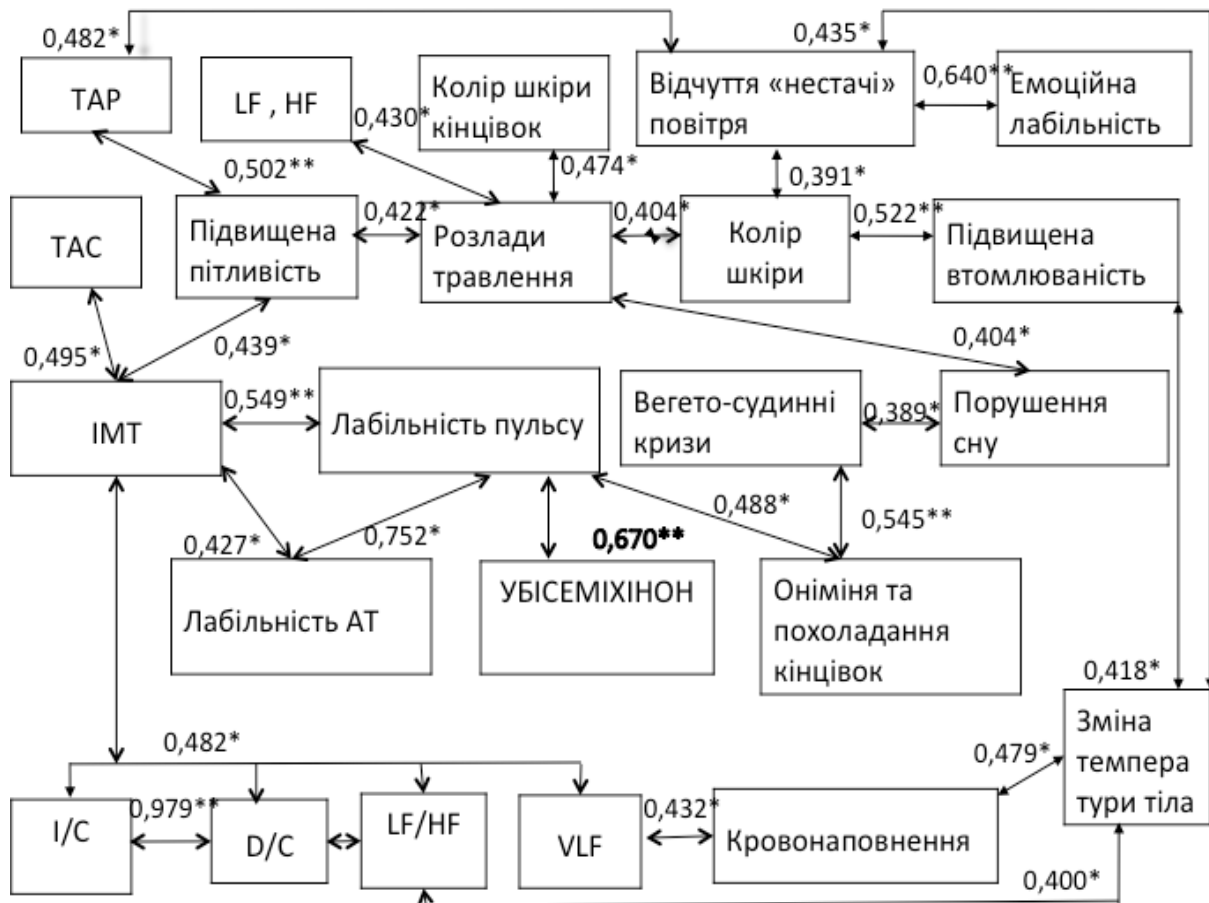 0,482*
0,435*
ТАР
LF , HF
Колір шкіри
кінцівок
Відчуття «нестачі»
повітря
0,640**
Емоційна
лабільність
0,430*
0,502**
0,474*
0,391*
ТАС
Підвищена
пітливість
0,422*
Розлади
травлення
0,404*
Колір
шкіри
0,522**
Підвищена
втомлюваність
0,495*
0,439*
0,404*
ІМТ
0,549**
Лабільність пульсу
Вегето-судинні
кризи
0,389*
Порушення
сну
0,427*
0,752*
0,670**
0,488*
0,545**
Лабільність АТ
УБІСЕМІХІНОН
Оніміня та
похоладання
кінцівок
0,418*
Зміна
темпера
тури тіла
0,482*
0,479*
I/C
0,979**
D/C
LF/HF
VLF
0,432*
Кровонаповнення
0,400*